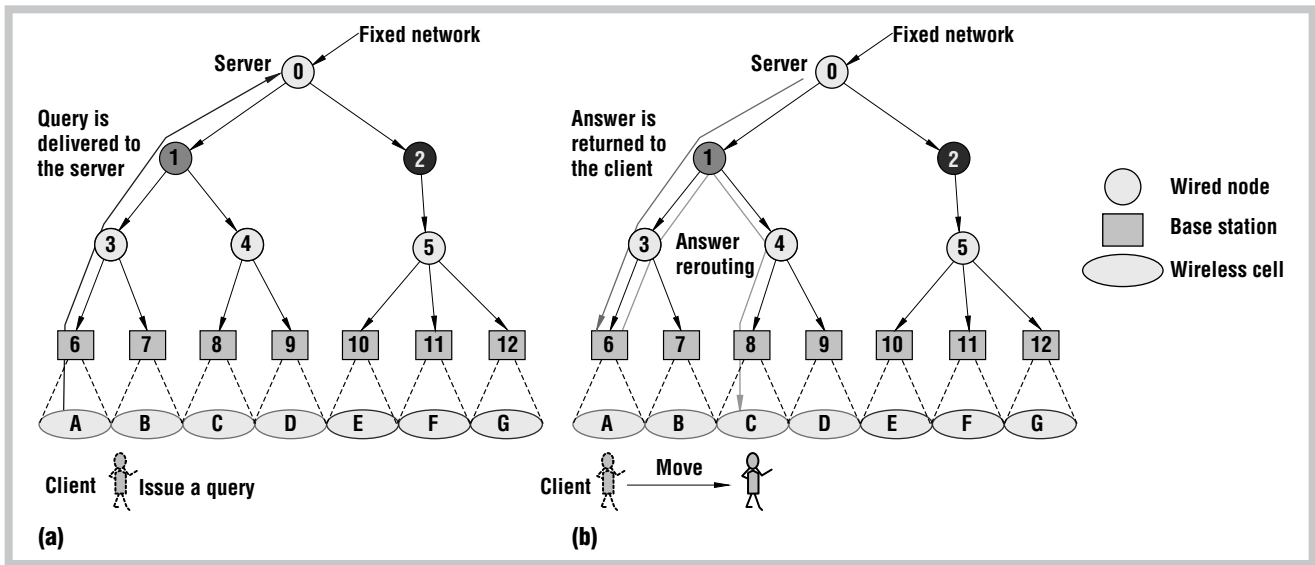 Fixed network
Server
0
Query is
delivered to
the server
1
2
3
4
5
6
7
8
9
10
11
12
A
B
C
D
E
F
G
Client
Issue a query
(a)
Fixed network
Server
0
Answer is
returned to
the client
1
2
3
Answer
rerouting
4
5
6
7
8
9
10
11
12
A
B
C
D
E
F
G
Client
Move
(b)
Wired node
Base station
Wireless cell